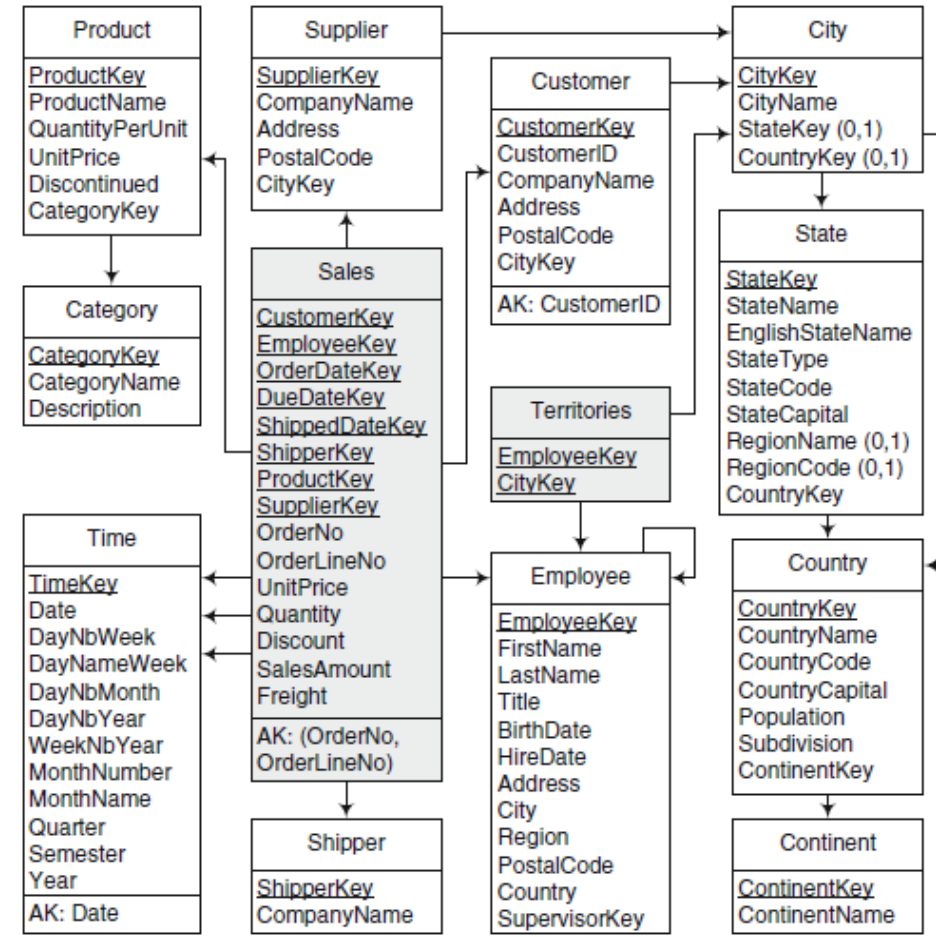 Product
ProductKey
ProductName
QuantityPerUnit
UnitPrice
Discontinued
CategoryKey
Supplier
SupplierKey
CompanyName
Address
PostalCode
CityKey
Customer
CustomerKey
CustomerID
CompanyName
Address
PostalCode
CityKey
AK: CustomerID
City
CityKey
CityName
StateKey (0,1)
CountryKey (0,1)
State
StateKey
StateName
EnglishStateName
StateType
StateCode
StateCapital
RegionName (0,1)
RegionCode (0,1)
CountryKey
Category
CategoryKey
CategoryName
Description
Sales
CustomerKey
EmployeeKey
OrderDateKey
DueDateKey
ShippedDateKey
ShipperKey
ProductKey
SupplierKey
OrderNo
OrderLineNo
UnitPrice
Quantity
Discount
SalesAmount
Freight
AK: (OrderNo,
OrderLineNo)
Territories
EmployeeKey
CityKey
Time
TimeKey
Date
DayNbWeek
DayNameWeek
DayNbMonth
DayNbYear
WeekNbYear
MonthNumber
MonthName
Quarter
Semester
Year
AK: Date
Employee
EmployeeKey
FirstName
LastName
Title
BirthDate
HireDate
Address
City
Region
PostalCode
Country
SupervisorKey
Country
CountryKey
CountryName
CountryCode
CountryCapital
Population
Subdivision
ContinentKey
Shipper
ShipperKey
CompanyName
Continent
ContinentKey
ContinentName